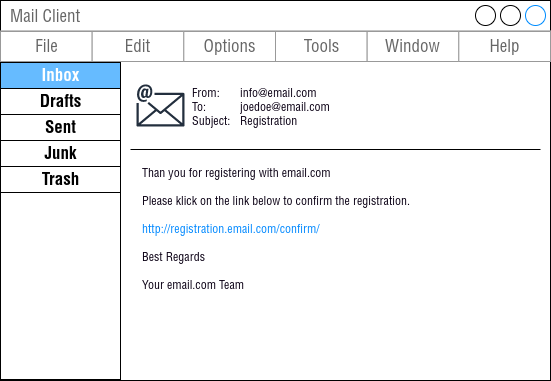 Mail Client
File Edit Options Tools Window Help
Inbox
Drafts
Sent
Junk
Trash
@
From: info@email.com
To: joedoe@email.com
Subject: Registration
Than you for registering with email.com
Please klick on the link below to confirm the registration.
http://registration.email.com/confirm/
Best Regards
Your email.com Team